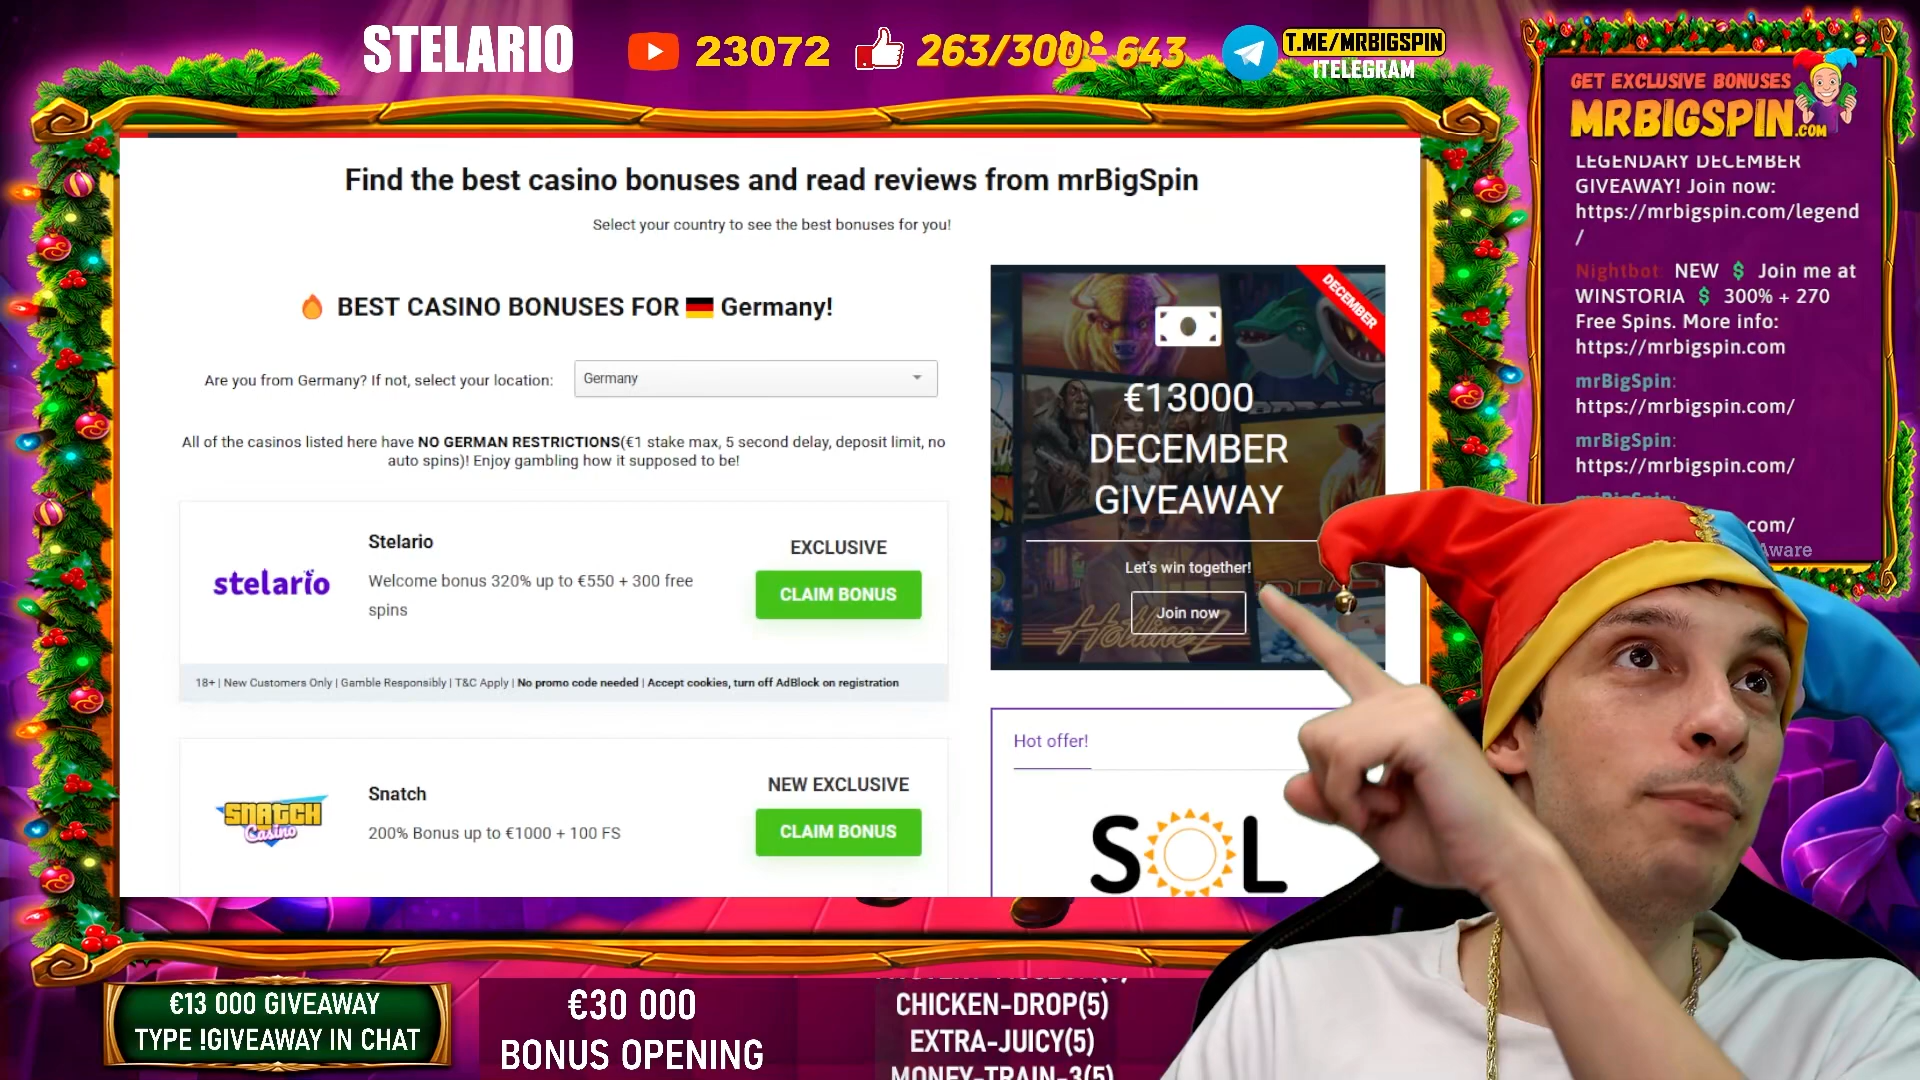 STELARIO
23072
263/300
643
T.ME/MRBIGSPIN
!TELEGRAM
GET EXCLUSIVE BONUSES
MRBIGSPIN.COM
LEGENDARY DECEMBER
GIVEAWAY! Join now:
https://mrbigspin.com/legend
/
Nightbot: NEW $ Join me at
WINSTORIA $ 300% + 270
Free Spins. More info:
https://mrbigspin.com
mrBigSpin:
https://mrbigspin.com/
mrBigSpin:
https://mrbigspin.com/
mrBigSpin:
com/
Aware
Find the best casino bonuses and read reviews from mrBigSpin
Select your country to see the best bonuses for you!
BEST CASINO BONUSES FOR Germany!
Are you from Germany? If not, select your location:
Germany
All of the casinos listed here have NO GERMAN RESTRICTIONS(€1 stake max, 5 second delay, deposit limit, no
auto spins)! Enjoy gambling how it supposed to be!
stelario
Stelario
Welcome bonus 320% up to €550 + 300 free
spins
EXCLUSIVE
CLAIM BONUS
18+ | New Customers Only | Gamble Responsibly | T&C Apply | No promo code needed | Accept cookies, turn off AdBlock on registration
SNATCH
Casino
Snatch
200% Bonus up to €1000 + 100 FS
NEW EXCLUSIVE
CLAIM BONUS
DECEMBER
€13000
DECEMBER
GIVEAWAY
Let's win together!
Join now
Hotline 2
Hot offer!
SOL
€13 000 GIVEAWAY
TYPE !GIVEAWAY IN CHAT
€30 000
BONUS OPENING
CHICKEN-DROP(5)
EXTRA-JUICY(5)
MONEY-TRAIN-3(5)